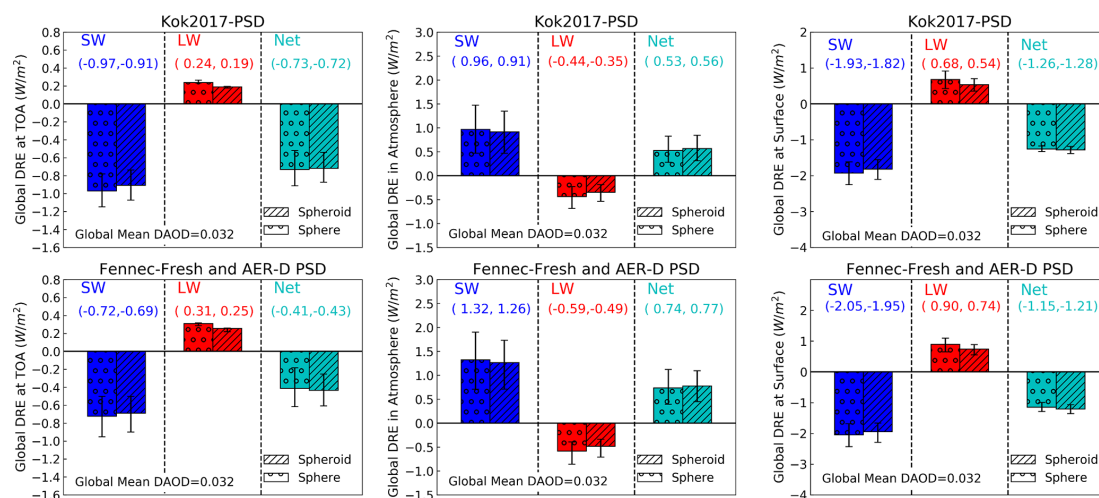 Kok2017-PSD
Global DRE at TOA (W/m²)
0.8
0.6
0.4
0.2
0.0
−0.2
−0.4
−0.6
−0.8
−1.0
−1.2
−1.4
−1.6
SW
LW
Net
(-0.97,-0.91)
( 0.24, 0.19)
(-0.73,-0.72)
Spheroid
Sphere
Global Mean DAOD=0.032
Kok2017-PSD
Global DRE in Atmosphere (W/m²)
3.0
2.5
2.0
1.5
1.0
0.5
0.0
−0.5
−1.0
−1.5
SW
LW
Net
( 0.96, 0.91)
(-0.44,-0.35)
( 0.53, 0.56)
Spheroid
Sphere
Global Mean DAOD=0.032
Kok2017-PSD
Global DRE at Surface (W/m²)
2
1
0
−1
−2
−3
−4
SW
LW
Net
(-1.93,-1.82)
( 0.68, 0.54)
(-1.26,-1.28)
Spheroid
Sphere
Global Mean DAOD=0.032
Fennec-Fresh and AER-D PSD
Global DRE at TOA (W/m²)
0.8
0.6
0.4
0.2
0.0
−0.2
−0.4
−0.6
−0.8
−1.0
−1.2
−1.4
−1.6
SW
LW
Net
(-0.72,-0.69)
( 0.31, 0.25)
(-0.41,-0.43)
Spheroid
Sphere
Global Mean DAOD=0.032
Fennec-Fresh and AER-D PSD
Global DRE in Atmosphere (W/m²)
3.0
2.5
2.0
1.5
1.0
0.5
0.0
−0.5
−1.0
−1.5
SW
LW
Net
( 1.32, 1.26)
(-0.59,-0.49)
( 0.74, 0.77)
Spheroid
Sphere
Global Mean DAOD=0.032
Fennec-Fresh and AER-D PSD
Global DRE at Surface (W/m²)
3
2
1
0
−1
−2
−3
−4
SW
LW
Net
(-2.05,-1.95)
( 0.90, 0.74)
(-1.15,-1.21)
Spheroid
Sphere
Global Mean DAOD=0.032